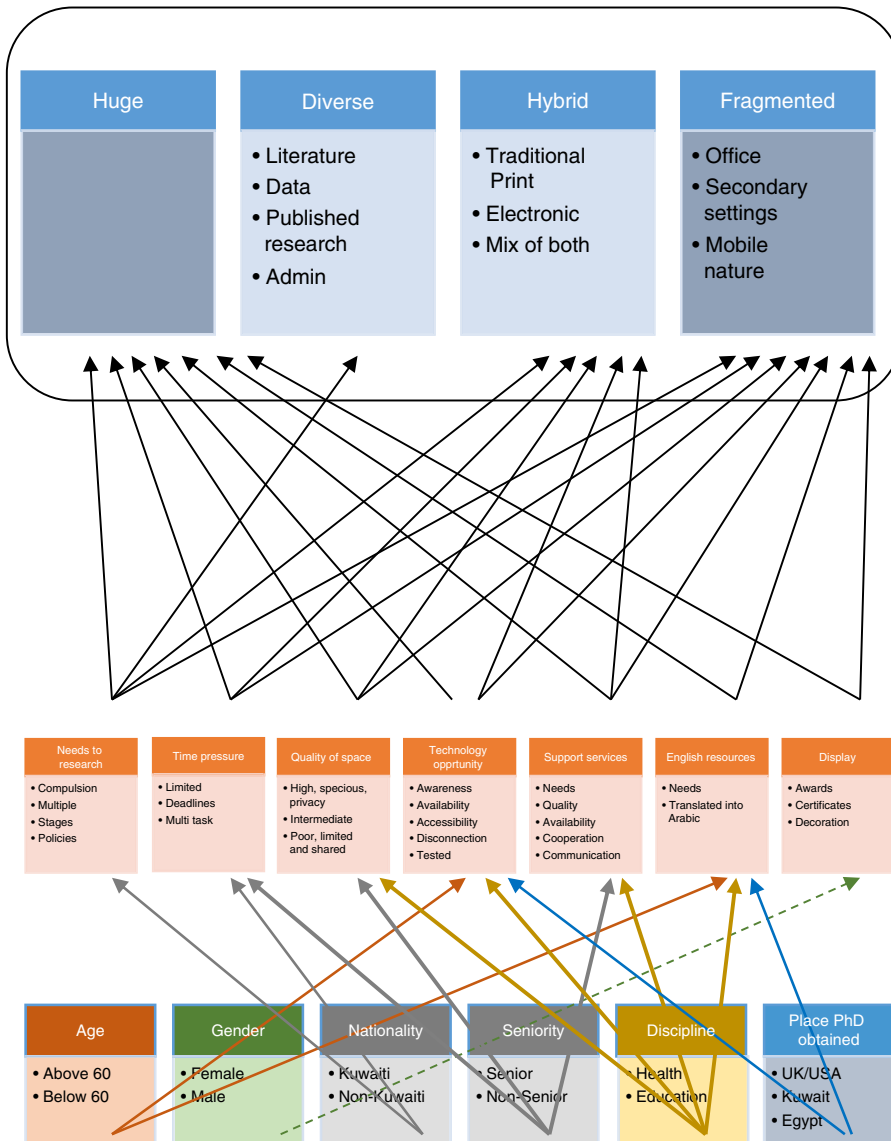 Huge
Diverse
• Literature
• Data
• Published
research
• Admin
Hybrid
• Traditional
Print
• Electronic
• Mix of both
Fragmented
• Office
• Secondary
settings
• Mobile
nature
Needs to
research
• Compulsion
• Multiple
• Stages
• Policies
Time pressure
• Limited
• Deadlines
• Multi task
Quality of space
• High, specious,
privacy
• Intermediate
• Poor, limited
and shared
Technology
opprtunity
• Awareness
• Availability
• Accessibility
• Disconnection
• Tested
Support services
• Needs
• Quality
• Availability
• Cooperation
• Communication
English resources
• Needs
• Translated into
Arabic
Display
• Awards
• Certificates
• Decoration
Age
• Above 60
• Below 60
Gender
• Female
• Male
Nationality
• Kuwaiti
• Non-Kuwaiti
Seniority
• Senior
• Non-Senior
Discipline
• Health
• Education
Place PhD
obtained
• UK/USA
• Kuwait
• Egypt